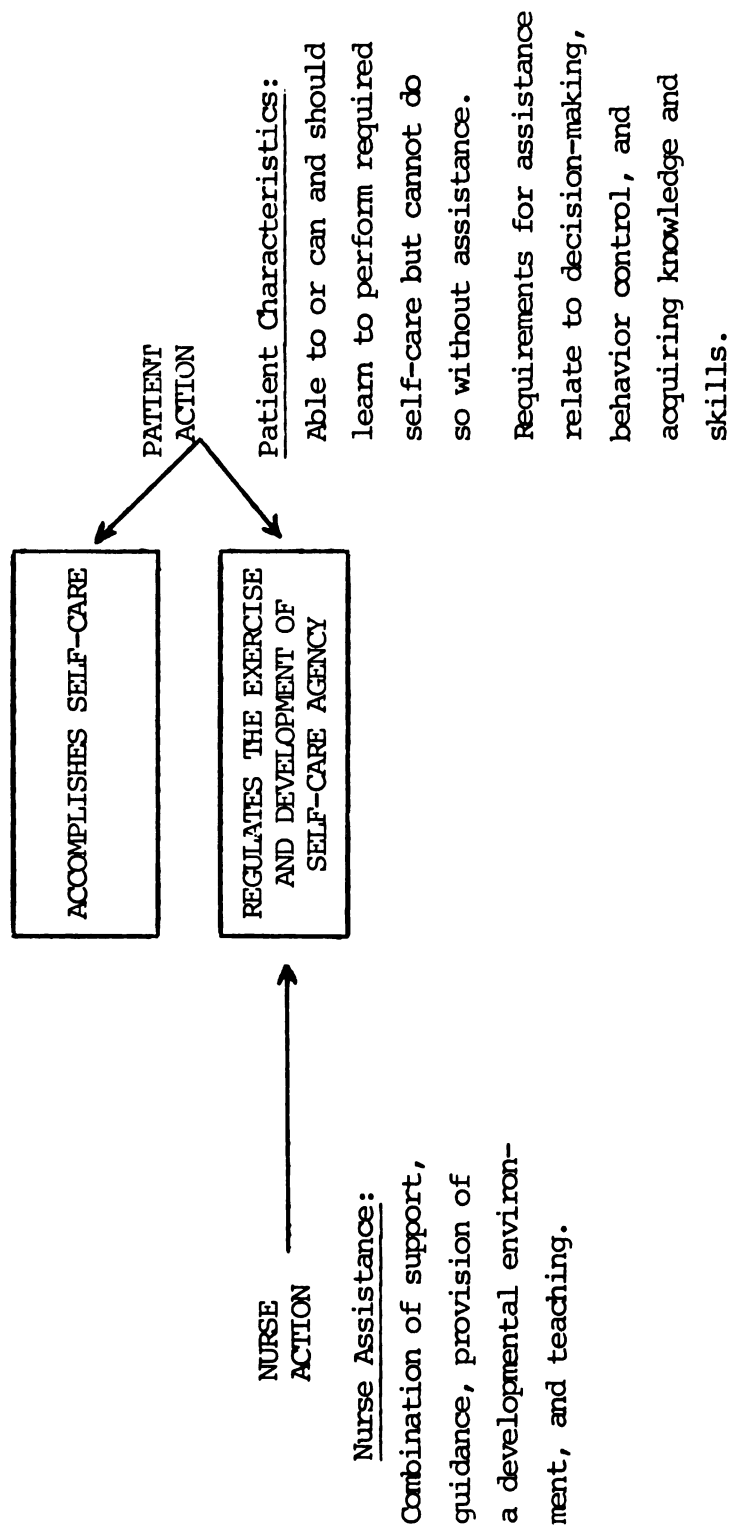 ACCOMPLISHES SELF-CARE
PATIENT
ACTION
REGULATES THE EXERCISE
AND DEVELOPMENT OF
SELF-CARE AGENCY
NURSE
ACTION
Nurse Assistance:
Combination of support,
guidance, provision of
a developmental environ-
ment, and teaching.
Patient Characteristics:
Able to or can and should
learn to perform required
self-care but cannot do
so without assistance.
Requirements for assistance
relate to decision-making,
behavior control, and
acquiring knowledge and
skills.